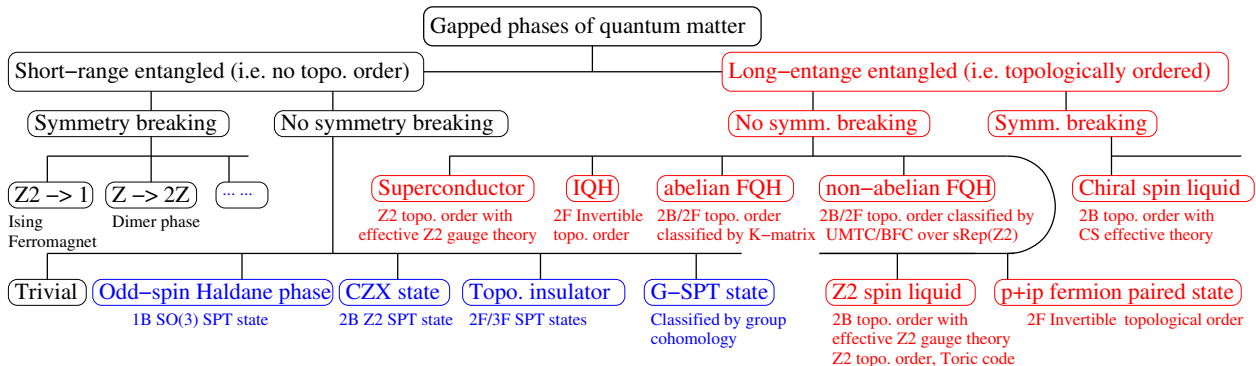 Gapped phases of quantum matter
Short-range entangled (i.e. no topo. order)
Long-entange entangled (i.e. topologically ordered)
Symmetry breaking
No symmetry breaking
No symm. breaking
Symm. breaking
Z2 -> 1
Ising
Ferromagnet
Z -> 2Z
Dimer phase
... ...
Superconductor
Z2 topo. order with
effective Z2 gauge theory
IQH
2F Invertible
topo. order
abelian FQH
2B/2F topo. order
classified by K-matrix
non-abelian FQH
2B/2F topo. order classified by
UMTC/BFC over sRep(Z2)
Chiral spin liquid
2B topo. order with
CS effective theory
Trivial
Odd-spin Haldane phase
1B SO(3) SPT state
CZX state
2B Z2 SPT state
Topo. insulator
2F/3F SPT states
G-SPT state
Classified by group
cohomology
Z2 spin liquid
2B topo. order with
effective Z2 gauge theory
Z2 topo. order, Toric code
p+ip fermion paired state
2F Invertible topological order